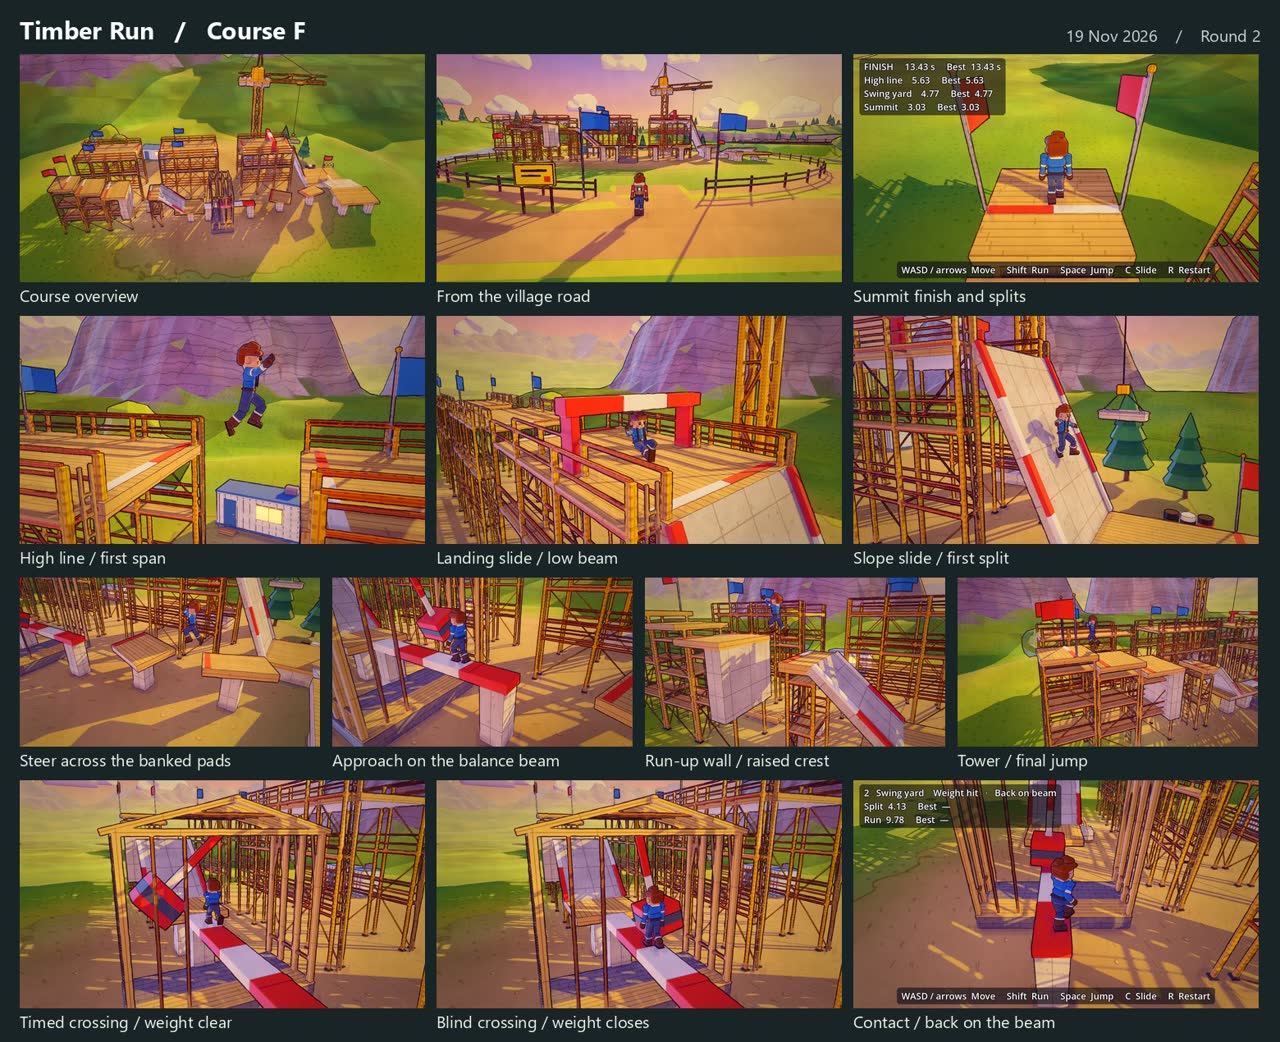 Timber Run / Course F
19 Nov 2026 / Round 2
FINISH 13.43 s Best 13.43 s
High line 5.63 Best 5.63
Swing yard 4.77 Best 4.77
Summit 3.03 Best 3.03
WASD / arrows Move Shift Run Space Jump C Slide R Restart
Course overview
From the village road
Summit finish and splits
High line / first span
Landing slide / low beam
Slope slide / first split
Steer across the banked pads
Approach on the balance beam
Run-up wall / raised crest
Tower / final jump
2 Swing yard Weight hit · Back on beam
Split 4.13 Best —
Run 9.78 Best —
WASD / arrows Move Shift Run Space Jump C Slide R Restart
Timed crossing / weight clear
Blind crossing / weight closes
Contact / back on the beam